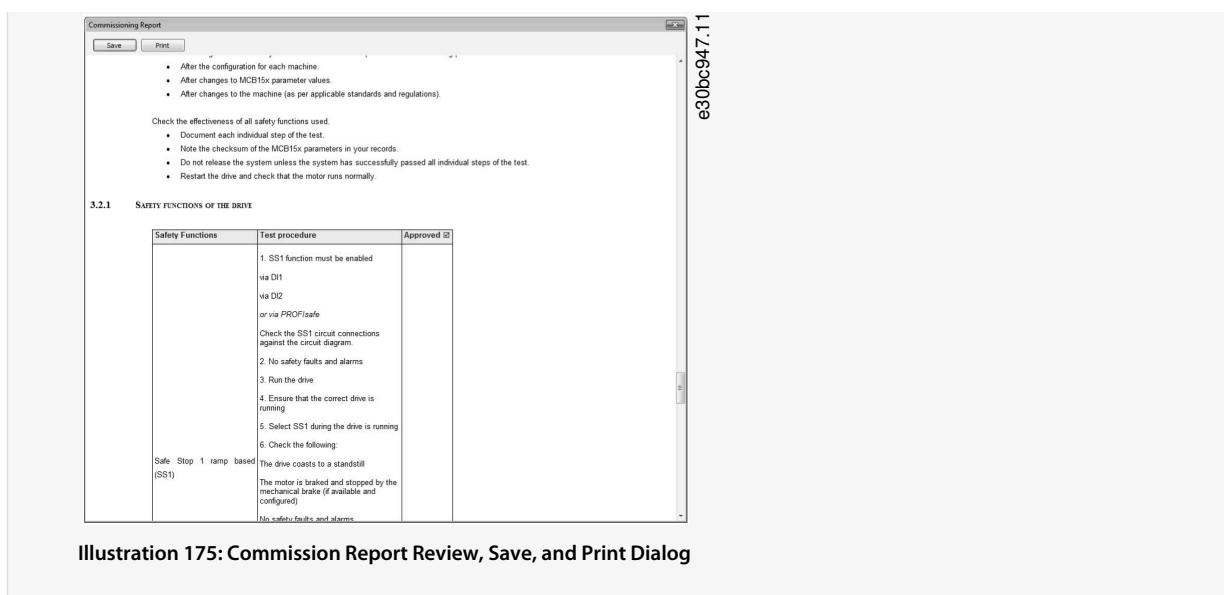 Commissioning Report
Save Print
• After the configuration for each machine.
• After changes to MCB15x parameter values.
• After changes to the machine (as per applicable standards and regulations).
Check the effectiveness of all safety functions used.
• Document each individual step of the test.
• Note the checksum of the MCB15x parameters in your records.
• Do not release the system unless the system has successfully passed all individual steps of the test.
• Restart the drive and check that the motor runs normally.
3.2.1 SAFETY FUNCTIONS OF THE DRIVE
Safety Functions Test procedure Approved ☑
1. SS1 function must be enabled
via DI1
via DI2
or via PROFIsafe
Check the SS1 circuit connections
against the circuit diagram.
2. No safety faults and alarms
3. Run the drive
4. Ensure that the correct drive is
running
5. Select SS1 during the drive is running
6. Check the following:
Safe Stop 1 ramp based
(SS1)
The drive coasts to a standstill
The motor is braked and stopped by the
mechanical brake (if available and
configured)
No safety faults and alarms
e30bc947.11
Illustration 175: Commission Report Review, Save, and Print Dialog